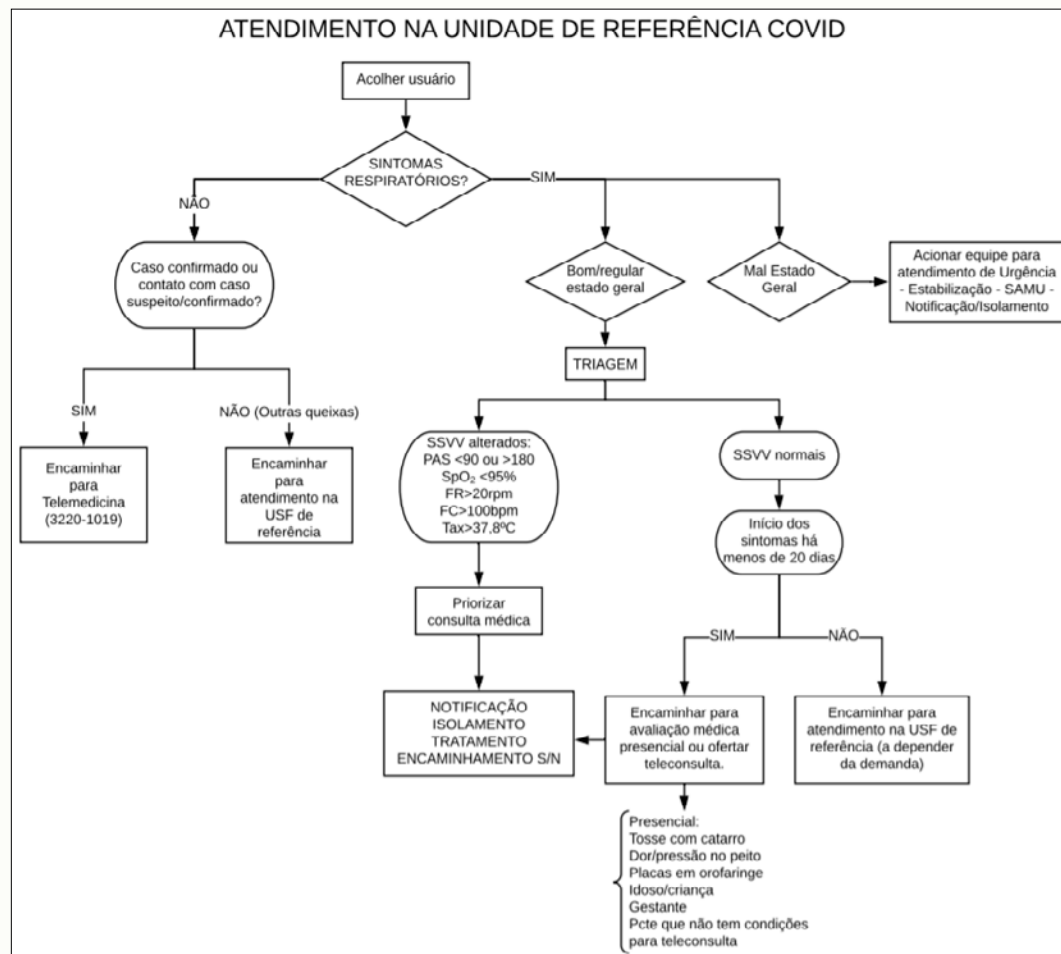 ATENDIMENTO NA UNIDADE DE REFERÊNCIA COVID
Acolher usuário
SINTOMAS
RESPIRATÓRIOS?
NÃO
SIM
Caso confirmado ou
contato com caso
suspeito/confirmado?
Bom/regular
estado geral
Mal Estado
Geral
Acionar equipe para
atendimento de Urgência
- Estabilização - SAMU -
Notificação/Isolamento
TRIAGEM
SIM
NÃO (Outras queixas)
Encaminhar
para
Telemedicina
(3220-1019)
Encaminhar
para
atendimento na
USF de
referência
SSVV alterados:
PAS <90 ou >180
SpO₂ <95%
FR>20rpm
FC>100bpm
Tax>37,8ºC
SSVV normais
Início dos
sintomas há
menos de 20 dias
Priorizar
consulta médica
SIM
NÃO
NOTIFICAÇÃO
ISOLAMENTO
TRATAMENTO
ENCAMINHAMENTO S/N
Encaminhar para
avaliação médica
presencial ou ofertar
teleconsulta.
Encaminhar para
atendimento na USF de
referência (a depender
da demanda)
Presencial:
Tosse com catarro
Dor/pressão no peito
Placas em orofaringe
Idoso/criança
Gestante
Pcte que não tem condições
para teleconsulta